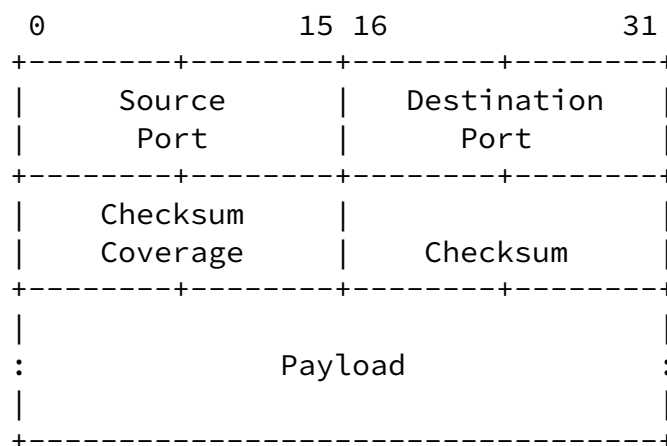 0 15 16 31
+--------+--------+--------+--------+
| Source | Destination |
| Port | Port |
+--------+--------+--------+--------+
| Checksum | |
| Coverage | Checksum |
+--------+--------+--------+--------+
| |
: Payload :
| |
+-----------------------------------+